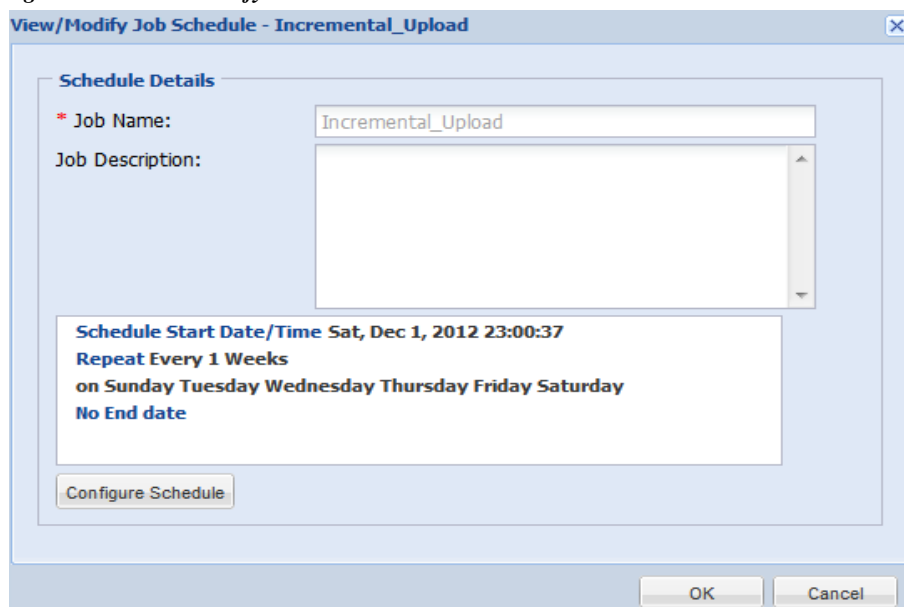 View/Modify Job Schedule - Incremental_Upload
Schedule Details
* Job Name:
Incremental_Upload
Job Description:
Schedule Start Date/Time Sat, Dec 1, 2012 23:00:37
Repeat Every 1 Weeks
on Sunday Tuesday Wednesday Thursday Friday Saturday
No End date
Configure Schedule
OK
Cancel